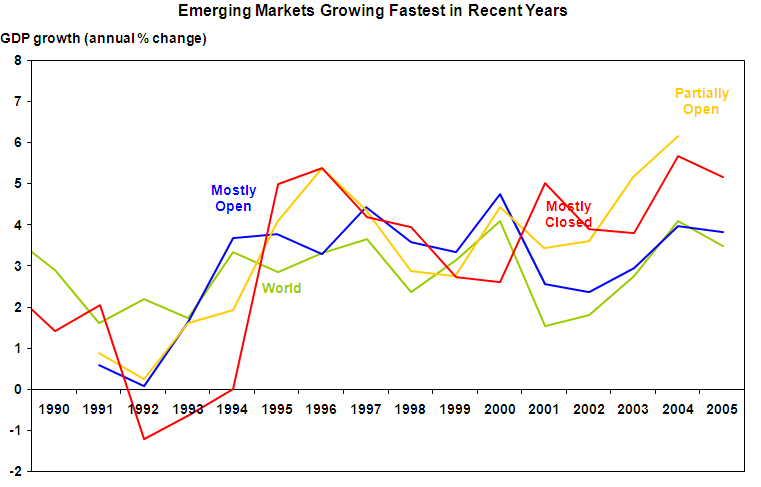 Emerging Markets Growing Fastest in Recent Years
GDP growth (annual % change)
8
7
Partially
Open
6
5
Mostly
Open
Mostly
Closed
4
3
World
2
1
0
1990 1991 1992 1993 1994 1995 1996 1997 1998 1999 2000 2001 2002 2003 2004 2005
-1
-2